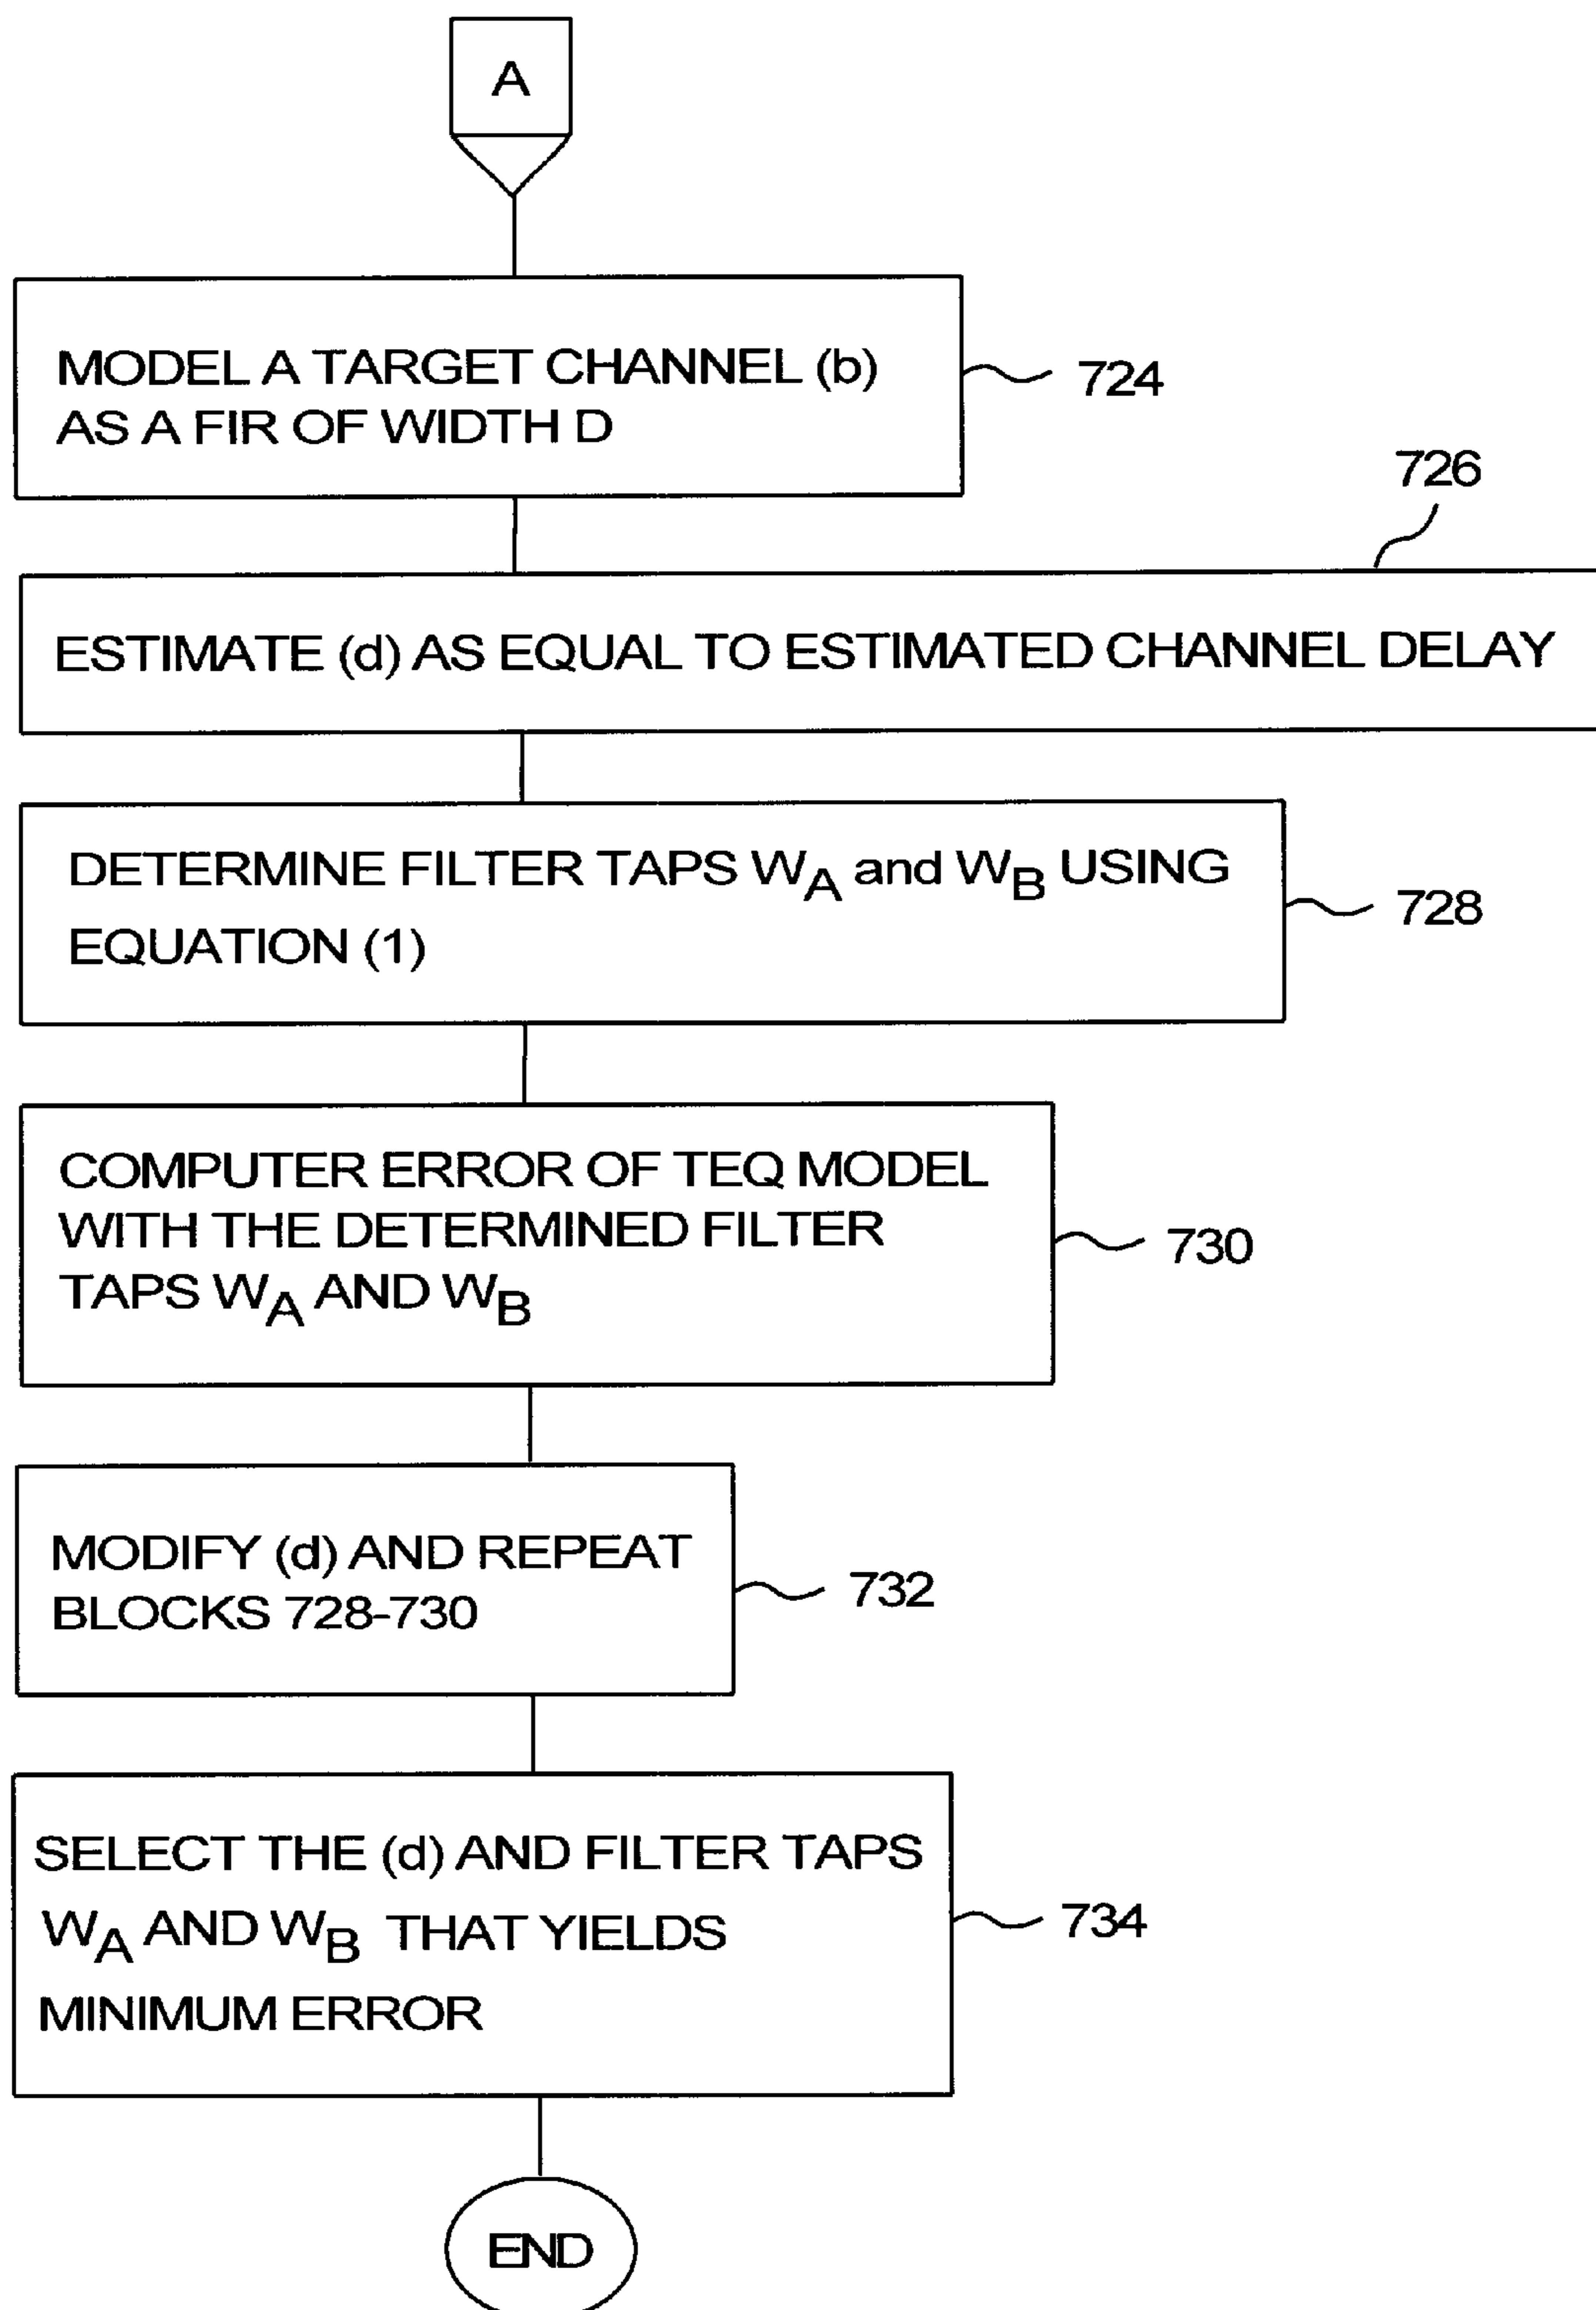 A
MODEL A TARGET CHANNEL (b)
AS A FIR OF WIDTH D
724
726
ESTIMATE (d) AS EQUAL TO ESTIMATED CHANNEL DELAY
DETERMINE FILTER TAPS WA and WB USING
EQUATION (1)
728
COMPUTER ERROR OF TEQ MODEL
WITH THE DETERMINED FILTER
TAPS WA AND WB
730
MODIFY (d) AND REPEAT
BLOCKS 728-730
732
SELECT THE (d) AND FILTER TAPS
WA AND WB THAT YIELDS
MINIMUM ERROR
734
END